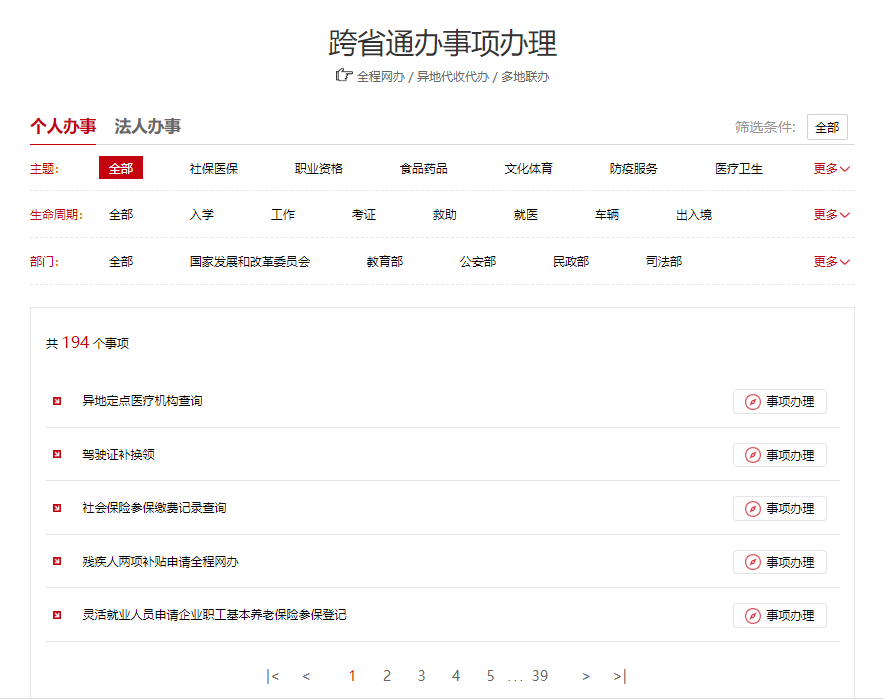 跨省通办事项办理
全程网办 / 异地代收代办 / 多地联办
个人办事 法人办事 筛选条件: 全部
主题: 全部 社保医保 职业资格 食品药品 文化体育 防疫服务 医疗卫生 更多
生命周期: 全部 入学 工作 考证 救助 就医 车辆 出入境 更多
部门: 全部 国家发展和改革委员会 教育部 公安部 民政部 司法部 更多
共 194 个事项
异地定点医疗机构查询 事项办理
驾驶证补换领 事项办理
社会保险参保缴费记录查询 事项办理
残疾人两项补贴申请全程网办 事项办理
灵活就业人员申请企业职工基本养老保险参保登记 事项办理
|< < 1 2 3 4 5 ... 39 > >|